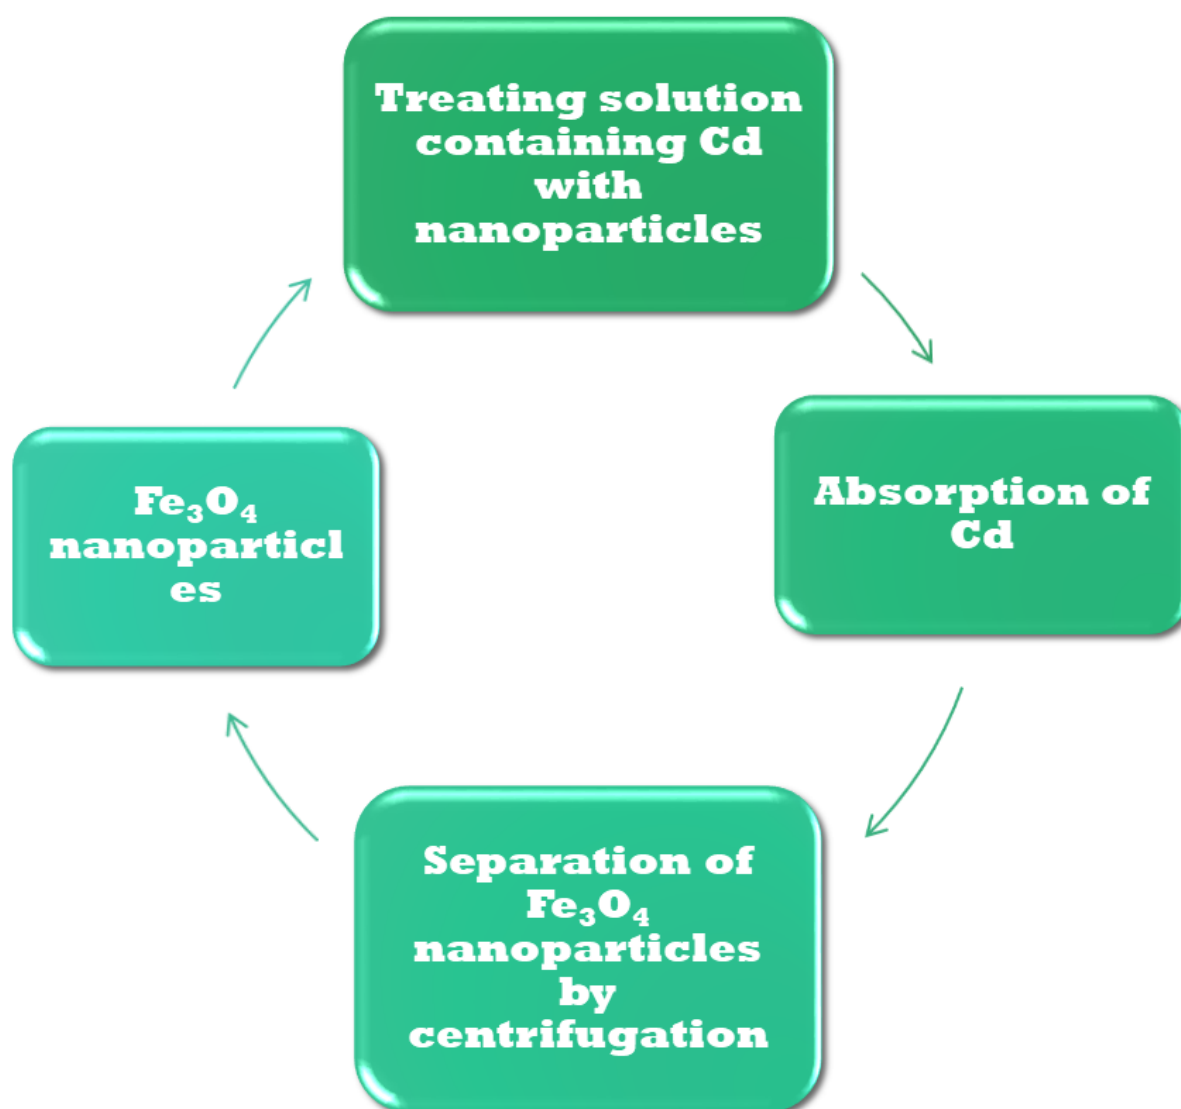 Treating solution
containing Cd
with
nanoparticles
Absorption of
Cd
Separation of
Fe₃O₄
nanoparticles
by
centrifugation
Fe₃O₄
nanoparticl
es